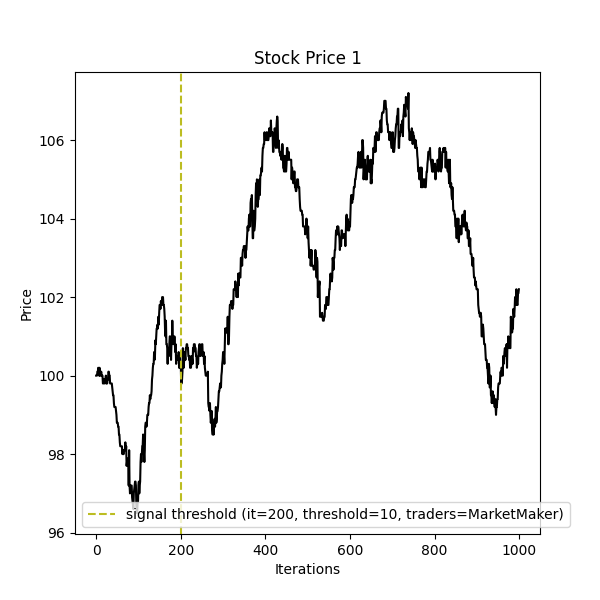 Stock Price 1
Price
106
104
102
100
98
96
signal threshold (it=200, threshold=10, traders=MarketMaker)
0 200 400 600 800 1000
Iterations